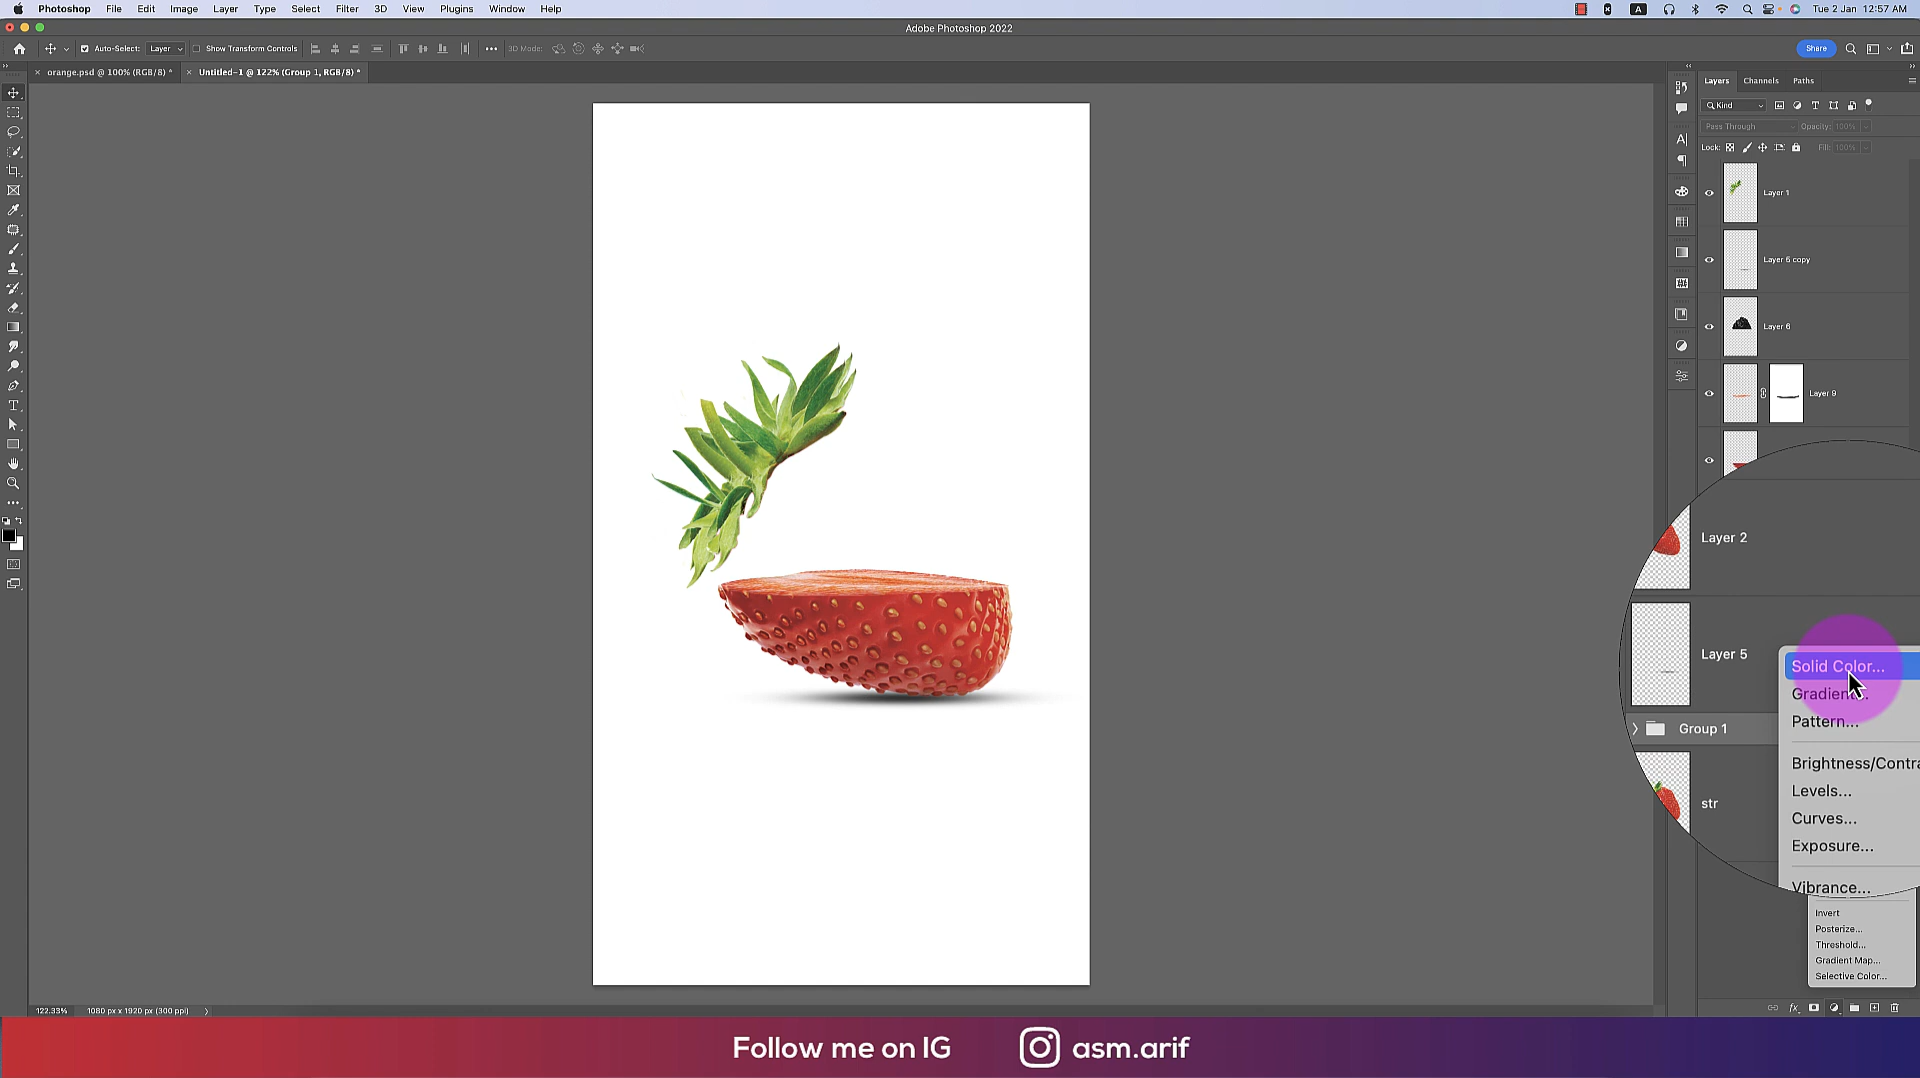 Photoshop File Edit Image Layer Type Select Filter 3D View Plugins Window Help A Tue 2 Jan 12:57 AM
Adobe Photoshop 2022
Auto-Select: Layer Show Transform Controls 3D Mode: Share
orange.psd @ 100% (RGB/8) * Untitled-1 @ 122% (Group 1, RGB/8) *
Layers Channels Paths
Kind
Pass Through Opacity: 100%
Lock: Fill: 100%
Layer 1
Layer 5 copy
Layer 6
Layer 9
Layer 2
Layer 5
Solid Color...
Gradient...
Group 1
Pattern...
Brightness/Contra
Levels...
str
Curves...
Exposure...
Vibrance...
Invert
Posterize...
Threshold...
Gradient Map...
Selective Color...
122.33% 1080 px x 1920 px (300 ppi)
Follow me on IG asm.arif